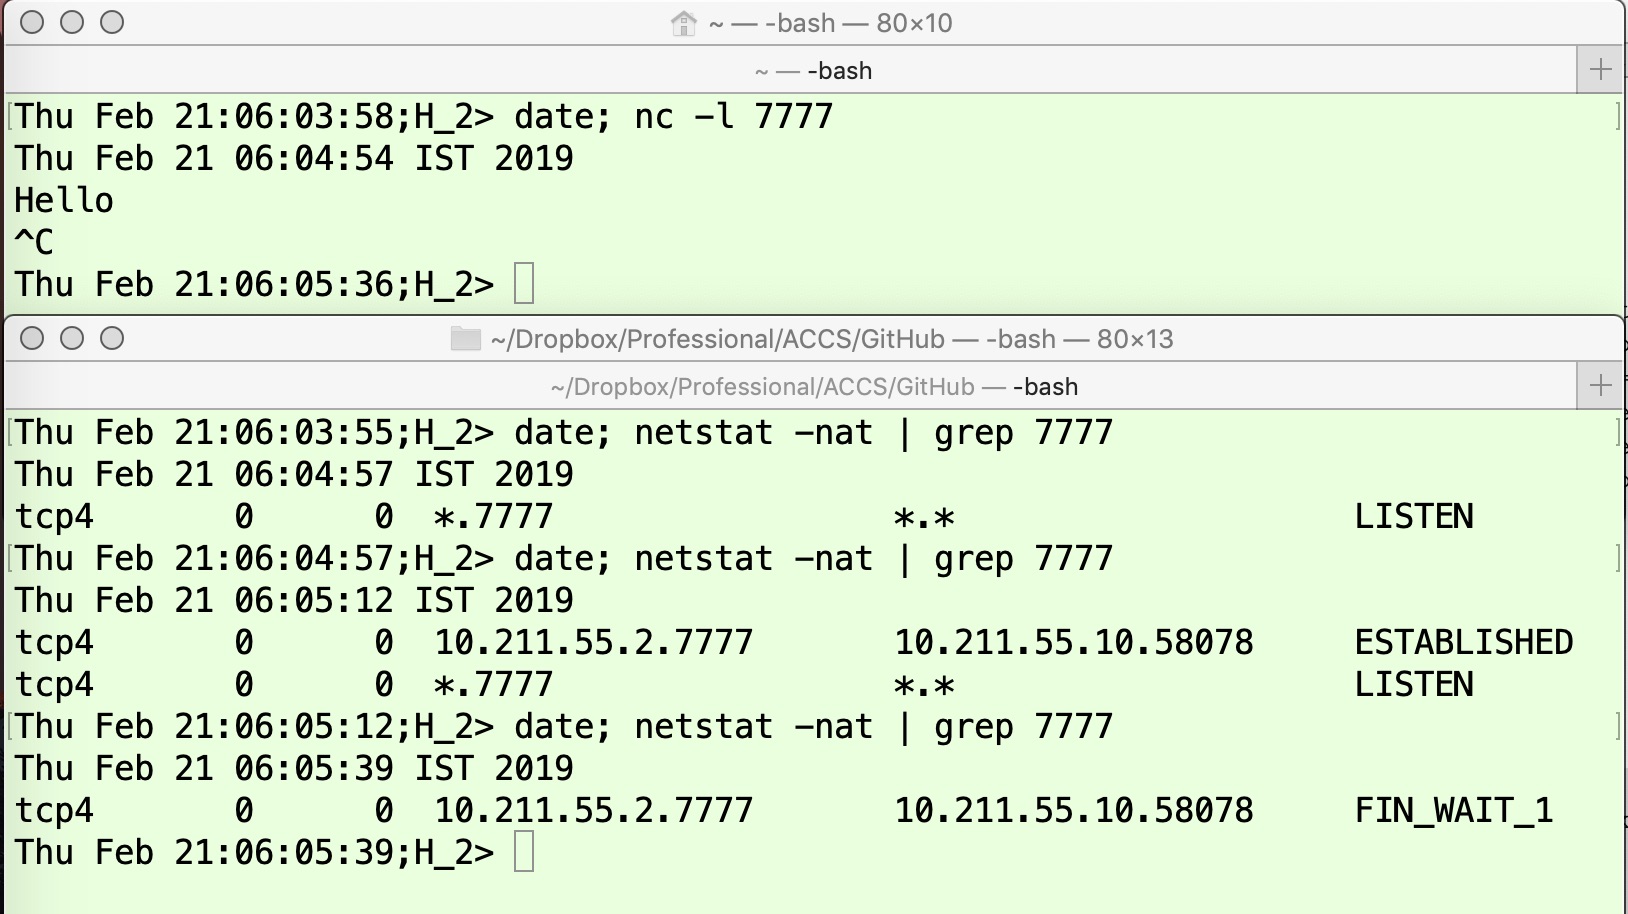 ~ — -bash — 80×10
~ — -bash
Thu Feb 21:06:03:58;H_2> date; nc -l 7777
Thu Feb 21 06:04:54 IST 2019
Hello
^C
Thu Feb 21:06:05:36;H_2>
~/Dropbox/Professional/ACCS/GitHub — -bash — 80×13
~/Dropbox/Professional/ACCS/GitHub — -bash
Thu Feb 21:06:03:55;H_2> date; netstat -nat | grep 7777
Thu Feb 21 06:04:57 IST 2019
tcp4       0      0  *.7777                 *.*                    LISTEN
Thu Feb 21:06:04:57;H_2> date; netstat -nat | grep 7777
Thu Feb 21 06:05:12 IST 2019
tcp4       0      0  10.211.55.2.7777       10.211.55.10.58078     ESTABLISHED
tcp4       0      0  *.7777                 *.*                    LISTEN
Thu Feb 21:06:05:12;H_2> date; netstat -nat | grep 7777
Thu Feb 21 06:05:39 IST 2019
tcp4       0      0  10.211.55.2.7777       10.211.55.10.58078     FIN_WAIT_1
Thu Feb 21:06:05:39;H_2>